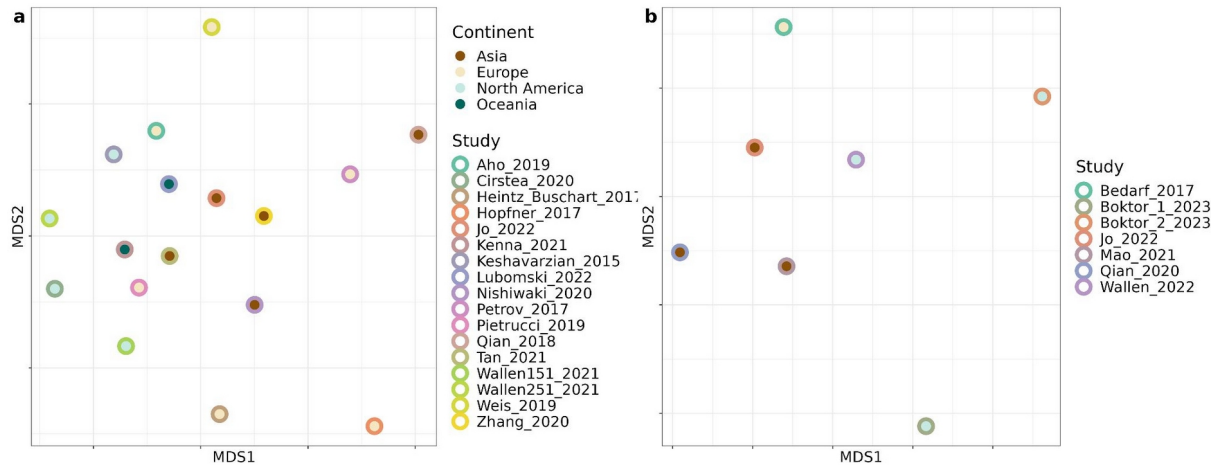 a
MDS2
MDS1
Continent
Asia
Europe
North America
Oceania
Study
Aho_2019
Cirstea_2020
Heintz_Buschart_2017
Hopfner_2017
Jo_2022
Kenna_2021
Keshavarzian_2015
Lubomski_2022
Nishiwaki_2020
Petrov_2017
Pietrucci_2019
Qian_2018
Tan_2021
Wallen151_2021
Wallen251_2021
Weis_2019
Zhang_2020
b
MDS2
MDS1
Study
Bedarf_2017
Boktor_1_2023
Boktor_2_2023
Jo_2022
Mao_2021
Qian_2020
Wallen_2022